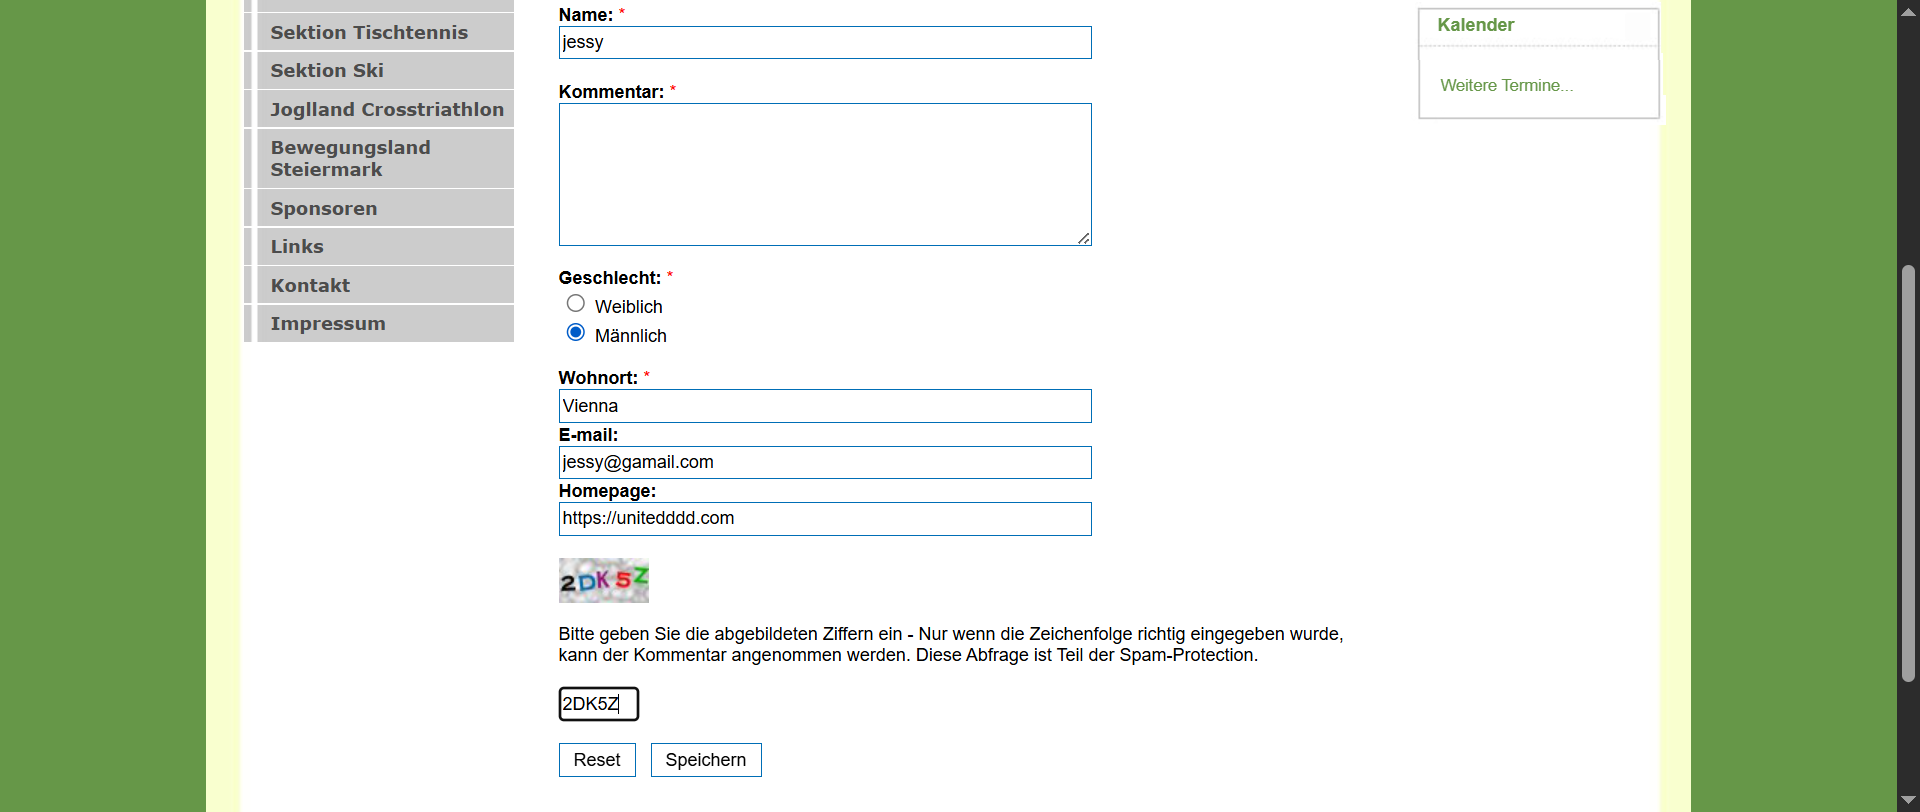 Sektion Tischtennis
Sektion Ski
Joglland Crosstriathlon
Bewegungsland
Steiermark
Sponsoren
Links
Kontakt
Impressum
Name: *
jessy
Kommentar: *
Geschlecht: *
Weiblich
Männlich
Wohnort: *
Vienna
E-mail:
jessy@gamail.com
Homepage:
https://unitedddd.com
2DK5Z
Bitte geben Sie die abgebildeten Ziffern ein - Nur wenn die Zeichenfolge richtig eingegeben wurde,
kann der Kommentar angenommen werden. Diese Abfrage ist Teil der Spam-Protection.
2DK5Z
Reset Speichern
Kalender
Weitere Termine...